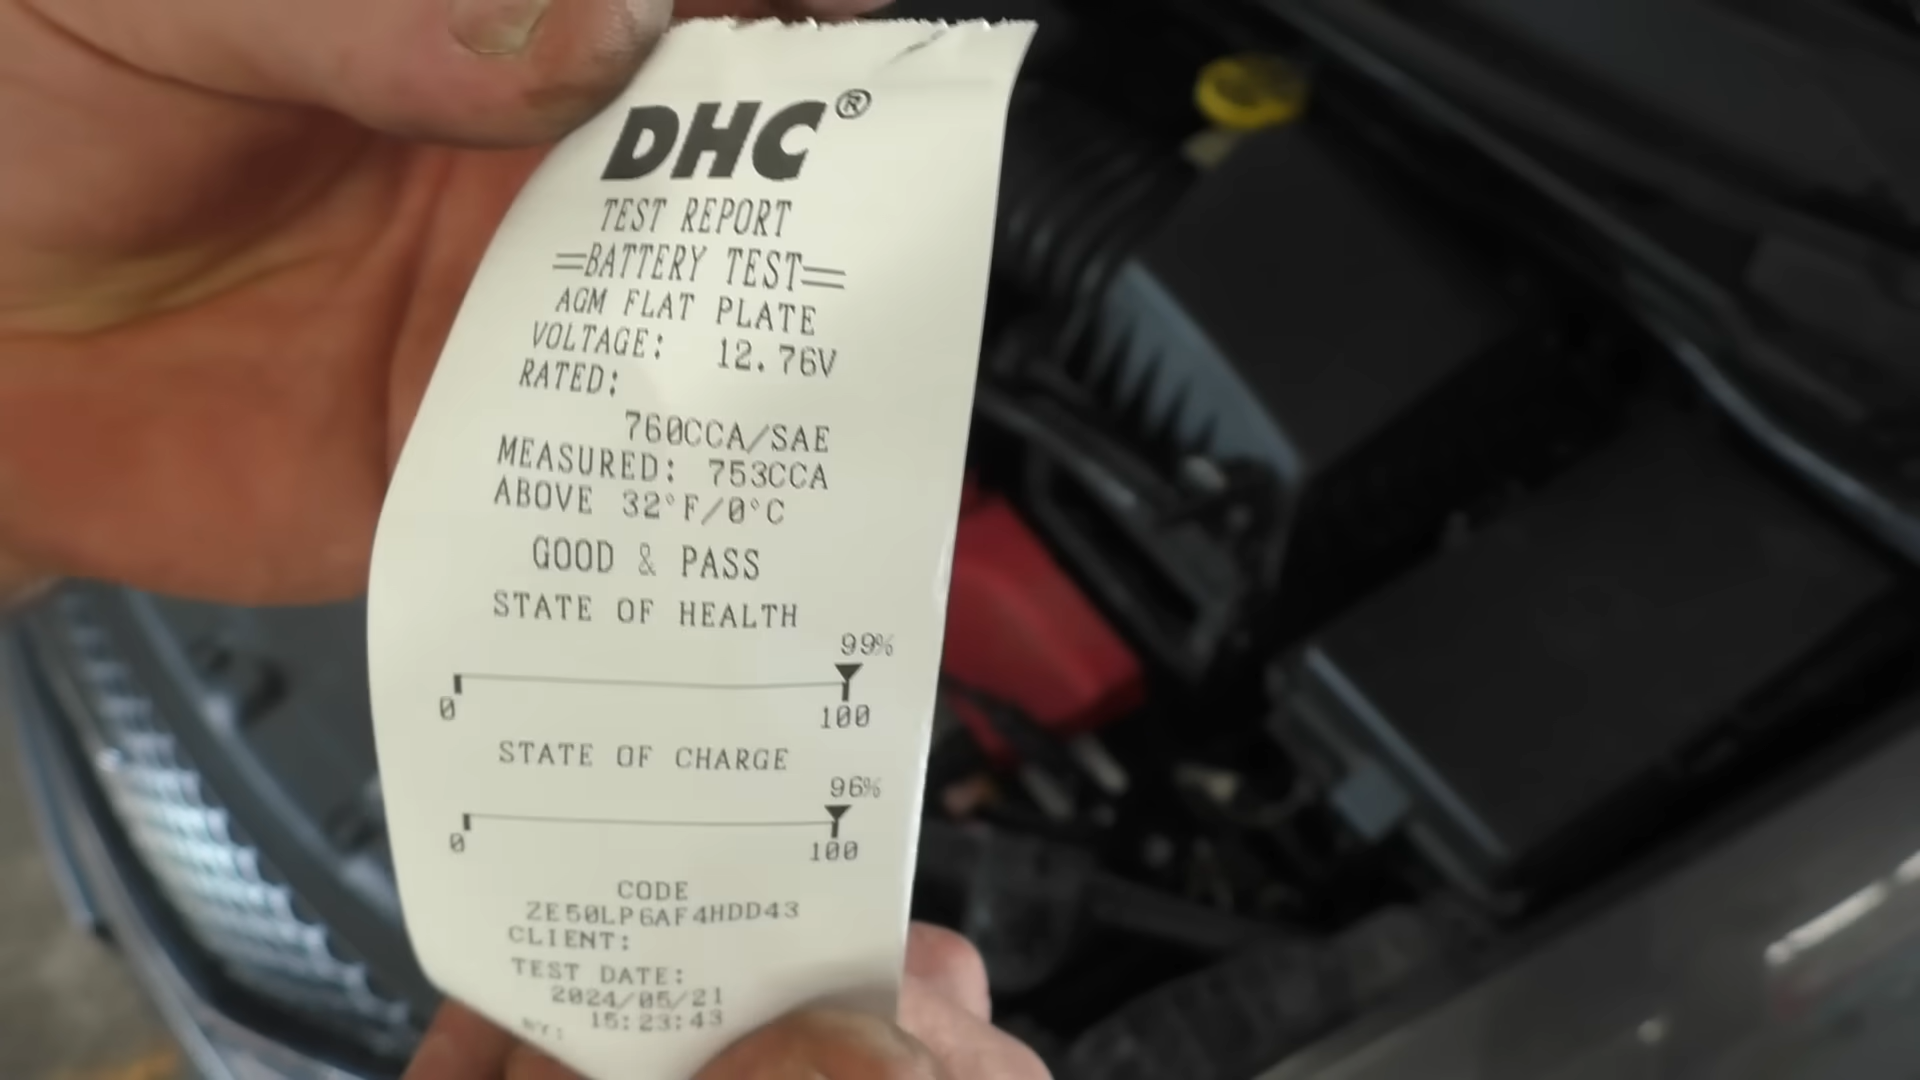 DHC®
TEST REPORT
=BATTERY TEST=
AGM FLAT PLATE
VOLTAGE: 12.76V
RATED:
760CCA/SAE
MEASURED: 753CCA
ABOVE 32°F/0°C
GOOD & PASS
STATE OF HEALTH
99%
0 100
STATE OF CHARGE
96%
0 100
CODE
ZE50LP6AF4HDD43
CLIENT:
TEST DATE:
2024/05/21
15:23:43
BY: